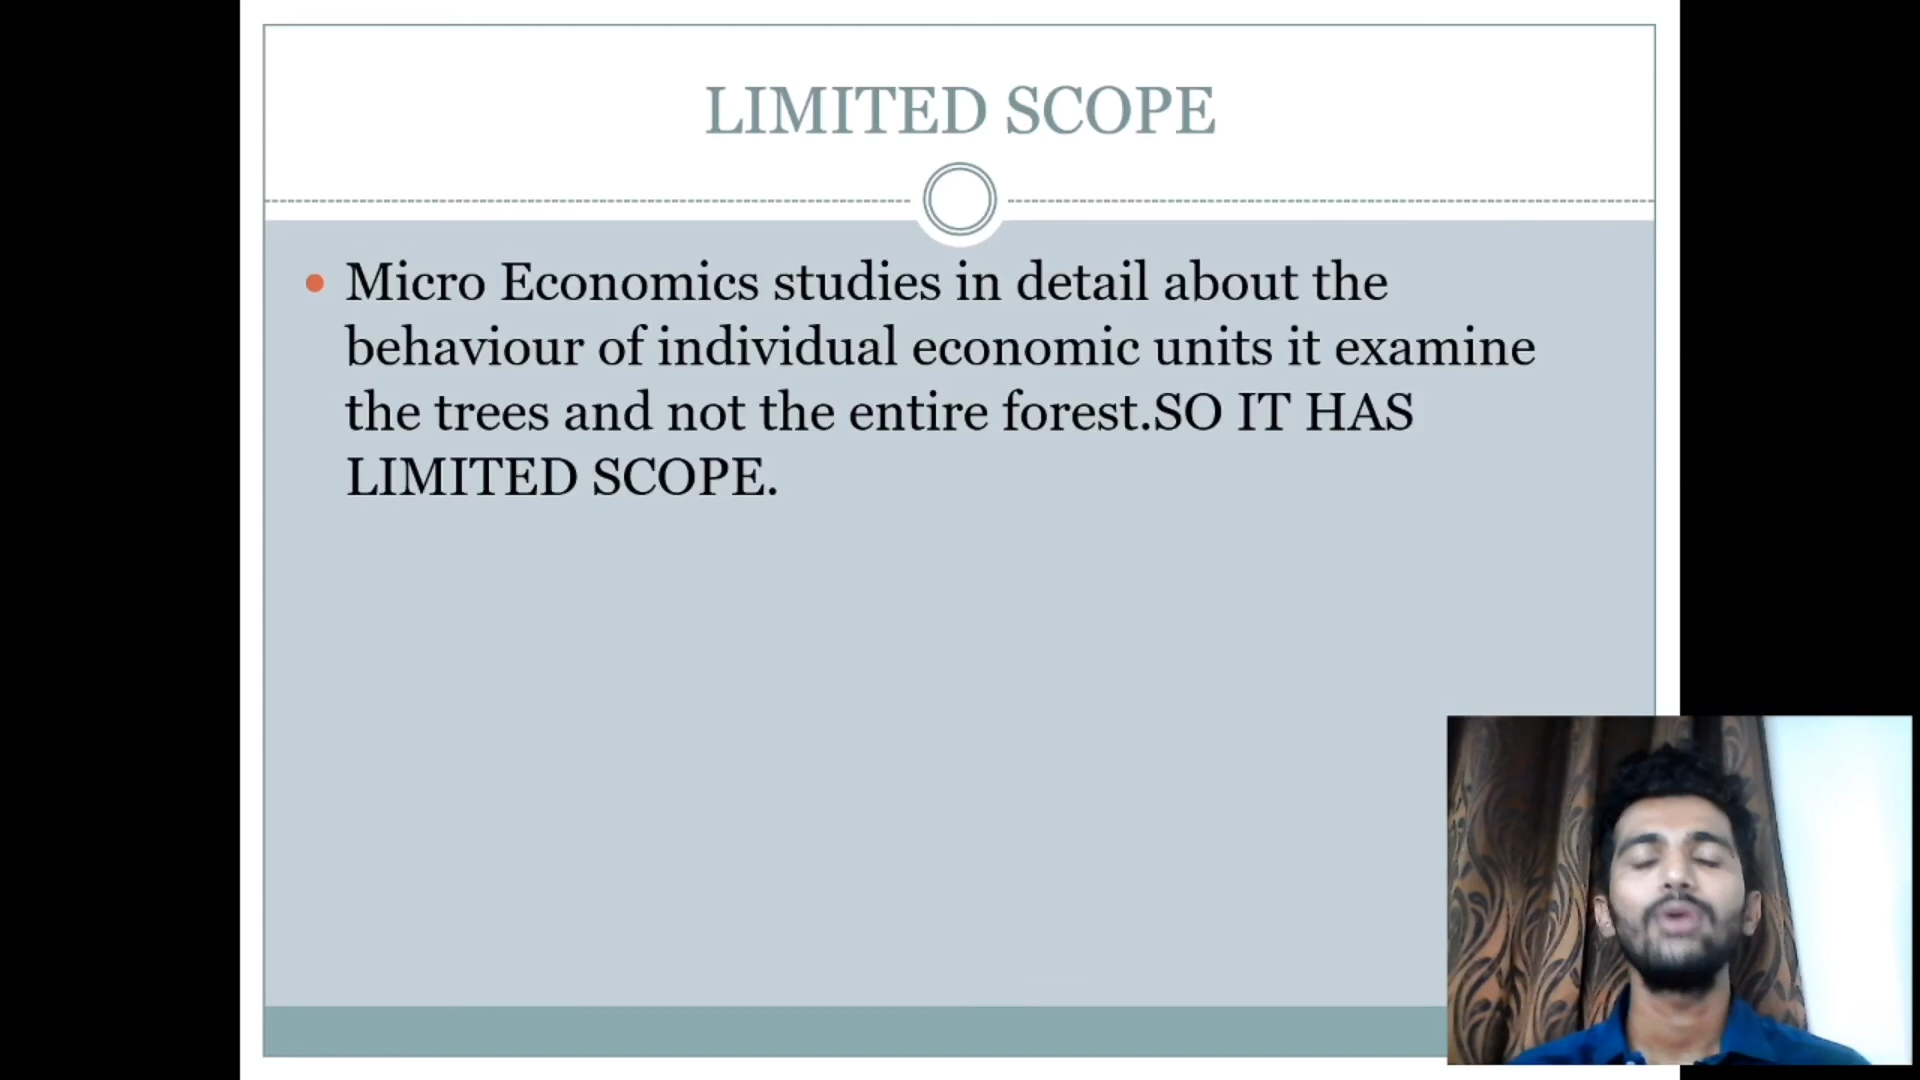 LIMITED SCOPE
Micro Economics studies in detail about the
behaviour of individual economic units it examine
the trees and not the entire forest.SO IT HAS
LIMITED SCOPE.